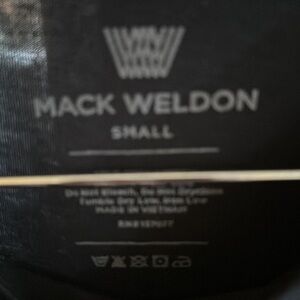 MACK WELDON
SMALL
Do Not Bleach, Do Not Dryclean
Tumble Dry Low, Iron Low
MADE IN VIETNAM